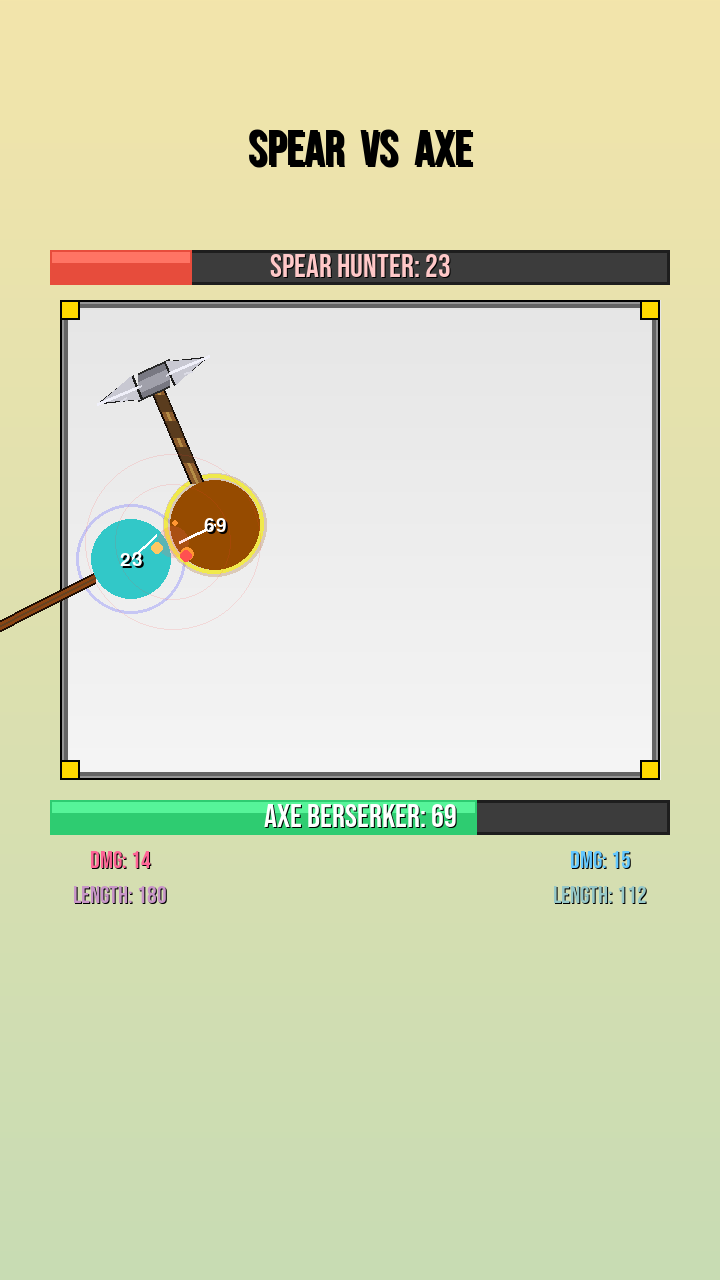 SPEAR VS AXE
SPEAR HUNTER: 23
69
23
AXE BERSERKER: 69
DMG: 14
DMG: 15
LENGTH: 180
LENGTH: 112